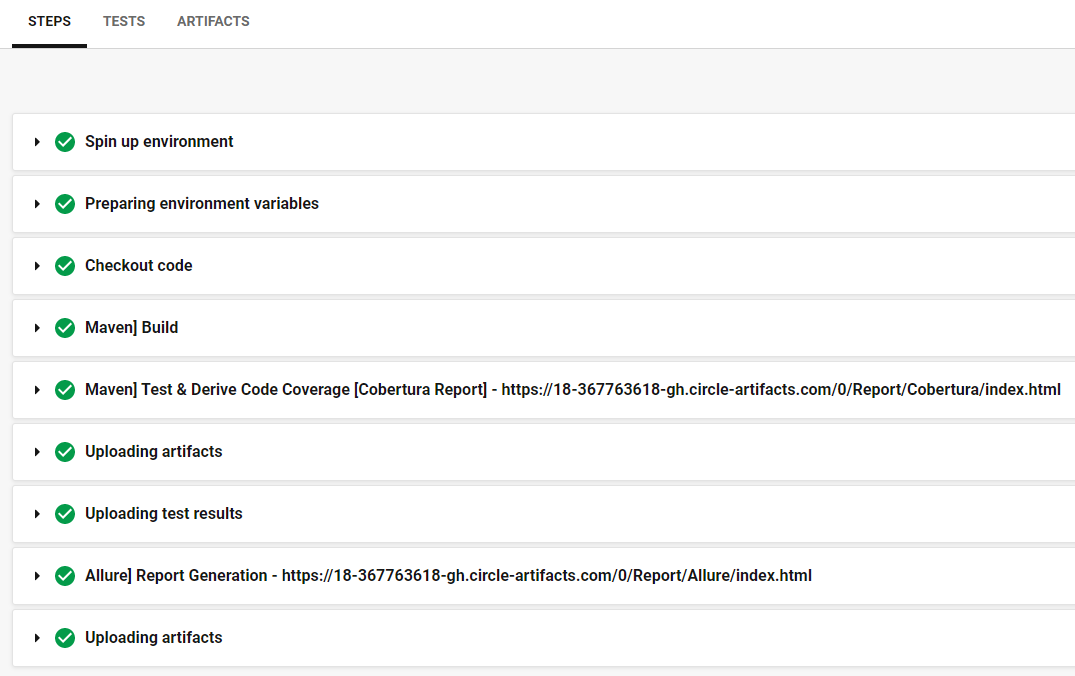 STEPS TESTS ARTIFACTS
Spin up environment
Preparing environment variables
Checkout code
Maven] Build
Maven] Test & Derive Code Coverage [Cobertura Report] - https://18-367763618-gh.circle-artifacts.com/0/Report/Cobertura/index.html
Uploading artifacts
Uploading test results
Allure] Report Generation - https://18-367763618-gh.circle-artifacts.com/0/Report/Allure/index.html
Uploading artifacts